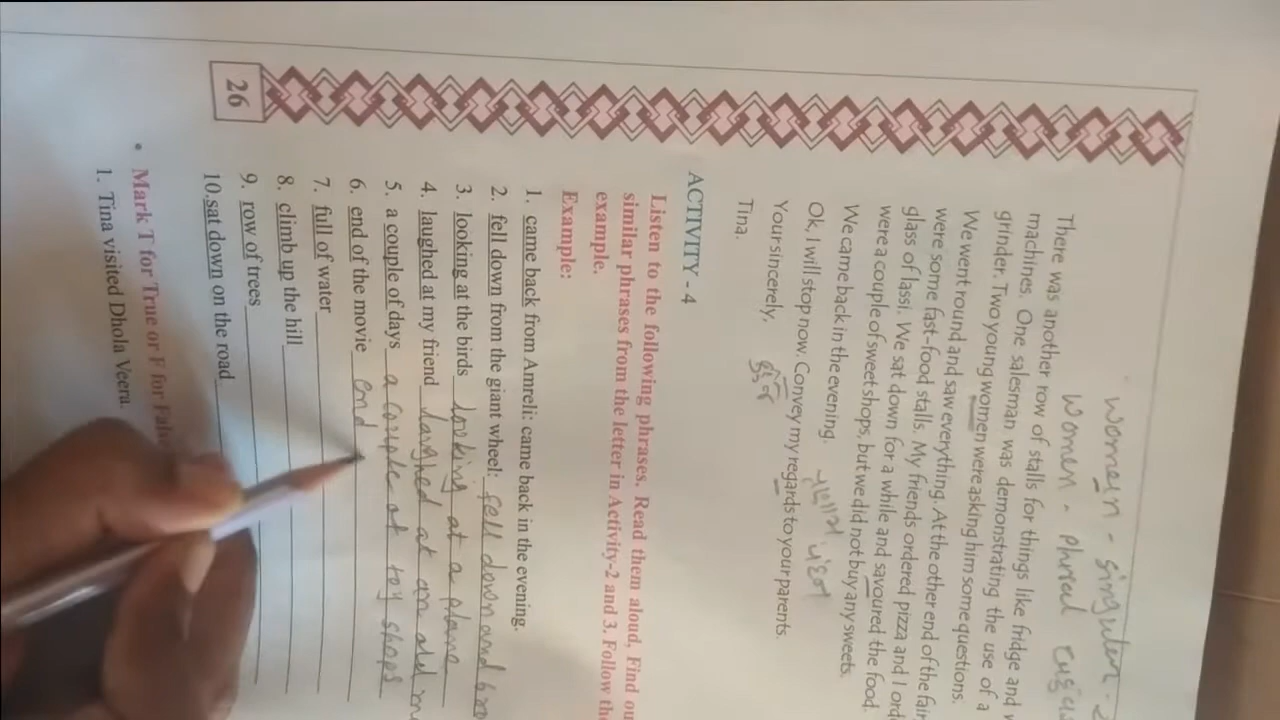 women - singular
women -
There was another row of stalls for things like fridge and
machines. One salesman was demonstrating the use of a
grinder. Two young women were asking him some questions.
We went round and saw everything. At the other end of the fair
were some fast-food stalls. My friends ordered pizza and I
glass of lassi. We sat down for a while and savoured the food.
were a couple of sweet shops, but we did not buy any sweets.
We came back in the evening.
Ok, I will stop now. Convey my regards to your parents.
Your sincerely,
Tina.
ACTIVITY - 4
Listen to the following phrases. Read them aloud. Find
similar phrases from the letter in Activity-2 and 3. Follow
example.
Example:
1. came back from Amreli: came back in the evening.
2. fell down from the giant wheel: fell down and
3. looking at the birds looking at a plane
4. laughed at my friend laughed at an old
5. a couple of days a couple of toy shops
6. end of the movie end
7. full of water
8. climb up the hill
9. row of trees
10.sat down on the road
26
• Mark T for True or F for
1. Tina visited Dhola Veera.